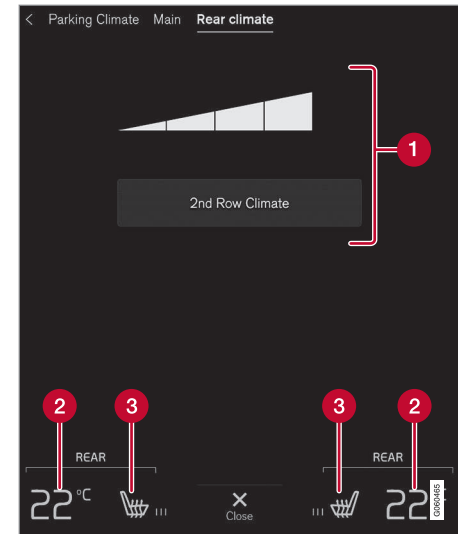 < Parking Climate Main Rear climate
1
2nd Row Climate
2 3 3 2
REAR REAR
22 °C 22
Close
G060465